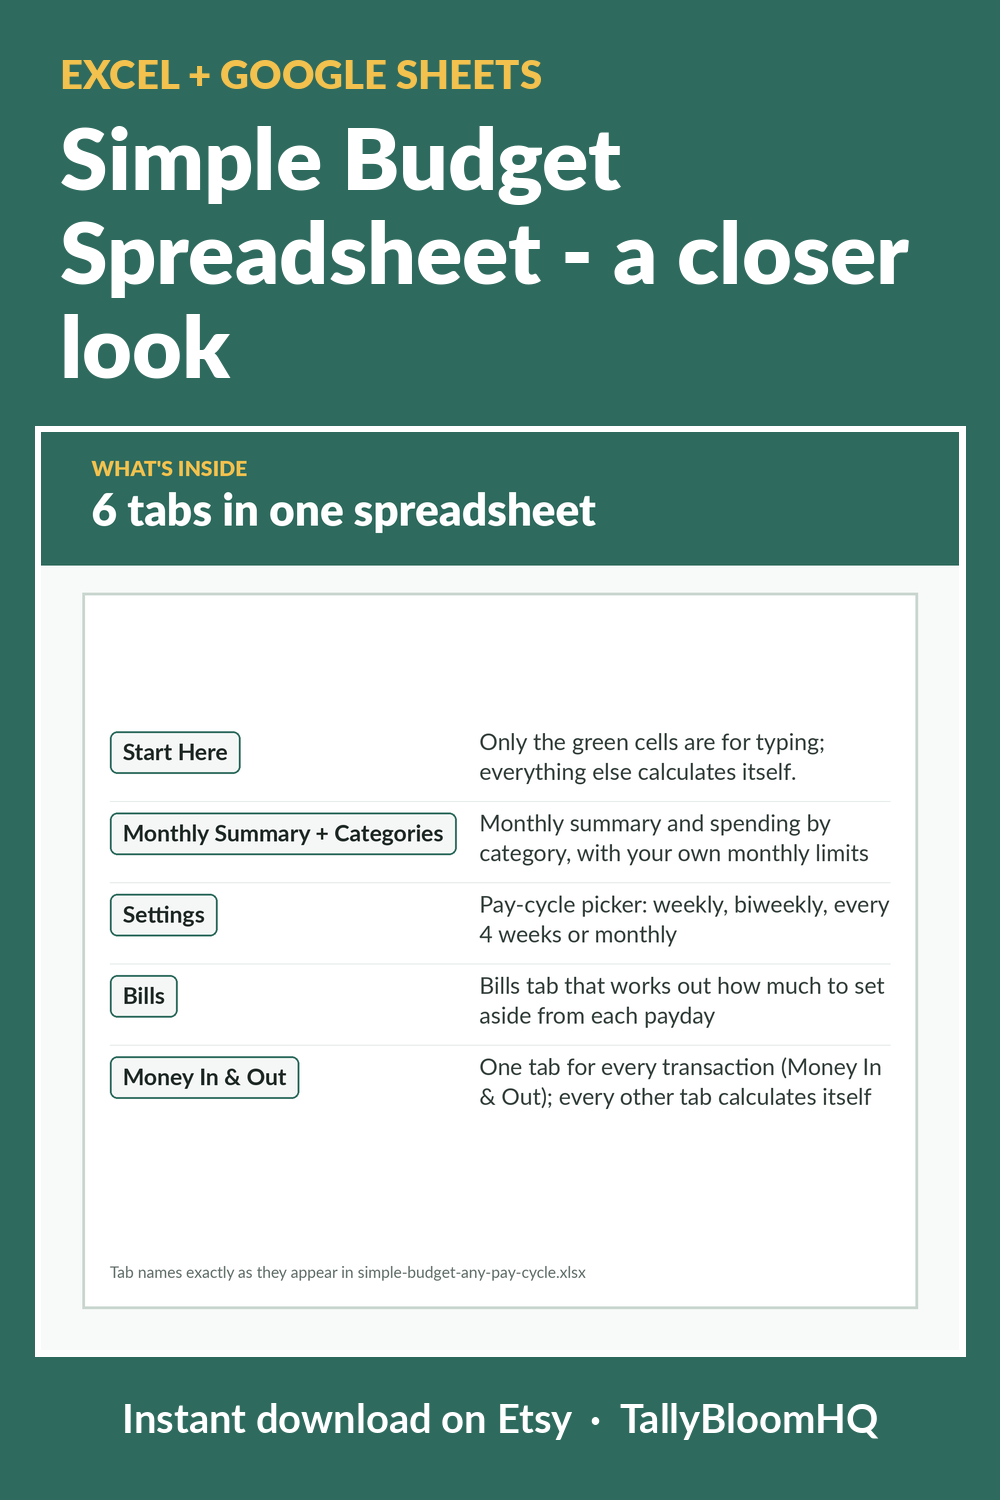 EXCEL + GOOGLE SHEETS
Simple Budget
Spreadsheet - a closer
look
WHAT'S INSIDE
6 tabs in one spreadsheet
Start Here
Only the green cells are for typing;
everything else calculates itself.
Monthly Summary + Categories
Monthly summary and spending by
category, with your own monthly limits
Settings
Pay-cycle picker: weekly, biweekly, every
4 weeks or monthly
Bills
Bills tab that works out how much to set
aside from each payday
Money In & Out
One tab for every transaction (Money In
& Out); every other tab calculates itself
Tab names exactly as they appear in simple-budget-any-pay-cycle.xlsx
Instant download on Etsy · TallyBloomHQ